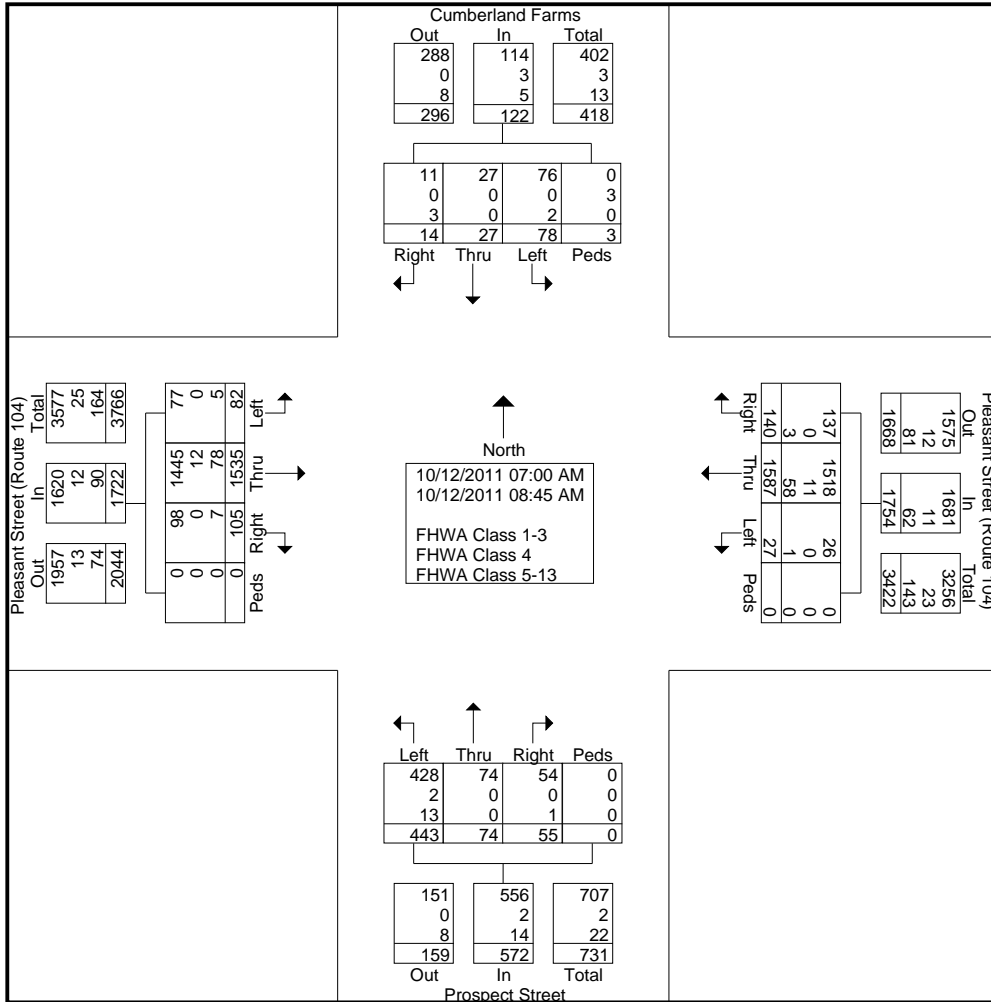 Cumberland Farms
Out In Total
288 114 402
0 3 3
8 5 13
296 122 418
11 27 76 0
0 0 0 3
3 0 2 0
14 27 78 3
Right Thru Left Peds
Pleasant Street (Route 104)
Total In Out
3577 1620 1957
25 12 13
164 90 74
3766 1722 2044
77 1445 98 0
0 12 0 0
5 78 7 0
82 1535 105 0
Left Thru Right Peds
North
10/12/2011 07:00 AM
10/12/2011 08:45 AM
FHWA Class 1-3
FHWA Class 4
FHWA Class 5-13
Pleasant Street (Route 104)
Out In Total
1575 1681 3256
12 11 23
81 62 143
1668 1754 3422
137 1518 26 0
0 11 0 0
3 58 1 0
140 1587 27 0
Right Thru Left Peds
Left Thru Right Peds
428 74 54 0
2 0 0 0
13 0 1 0
443 74 55 0
151 556 707
0 2 2
8 14 22
159 572 731
Out In Total
Prospect Street